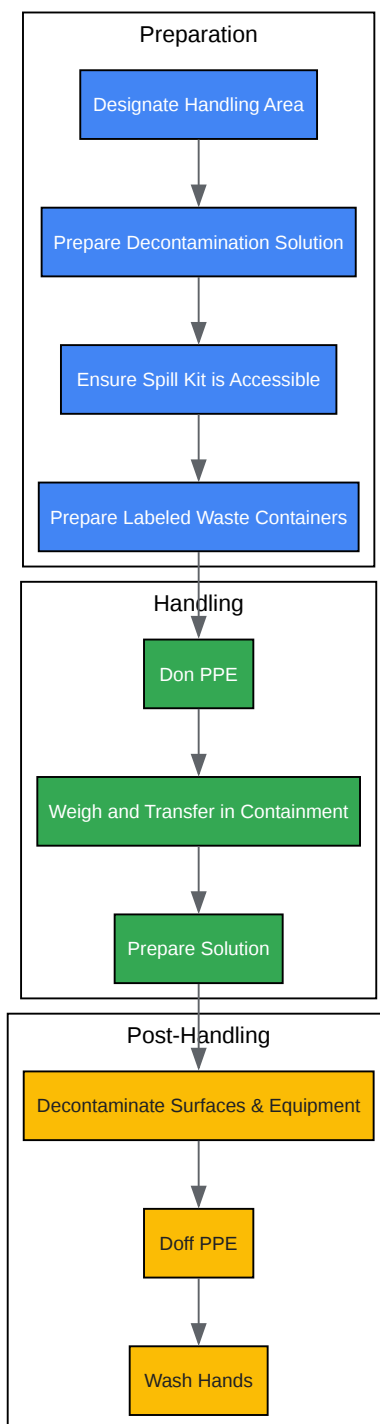 Preparation
Designate Handling Area
Prepare Decontamination Solution
Ensure Spill Kit is Accessible
Prepare Labeled Waste Containers
Handling
Don PPE
Weigh and Transfer in Containment
Prepare Solution
Post-Handling
Decontaminate Surfaces & Equipment
Doff PPE
Wash Hands